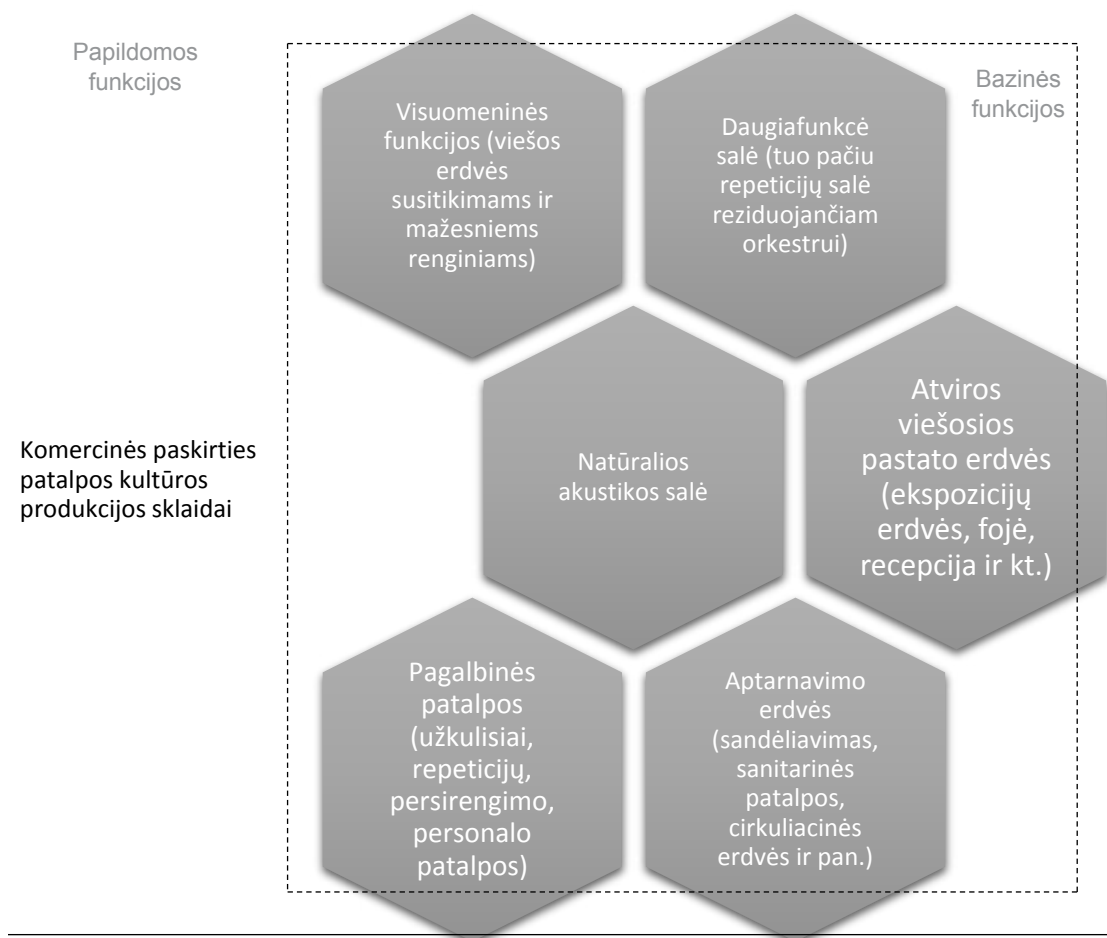 Papildomos
funkcijos
Bazinės
funkcijos
Visuomeninės
funkcijos (viešos
erdvės
susitikimams ir
mažesniems
renginiams)
Daugiafunkcė
salė (tuo pačiu
repeticijų salė
reziduojančiam
orkestrui)
Komercinės paskirties
patalpos kultūros
produkcijos sklaidai
Natūralios
akustikos salė
Atviros
viešosios
pastato erdvės
(ekspozicijų
erdvės, fojė,
recepcija ir kt.)
Pagalbinės
patalpos
(užkulisiai,
repeticijų,
persirengimo,
personalo
patalpos)
Aptarnavimo
erdvės
(sandėliavimas,
sanitarinės
patalpos,
cirkuliacinės
erdvės ir pan.)